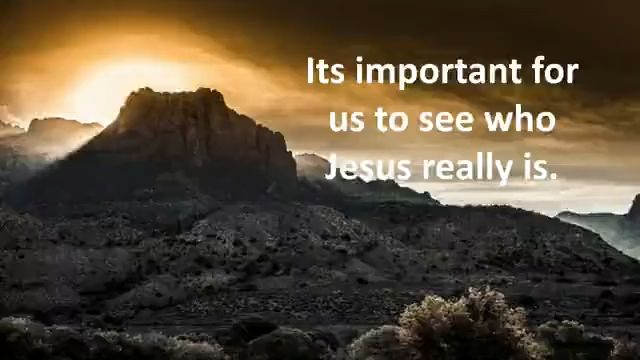 Its important for
us to see who
Jesus really is.